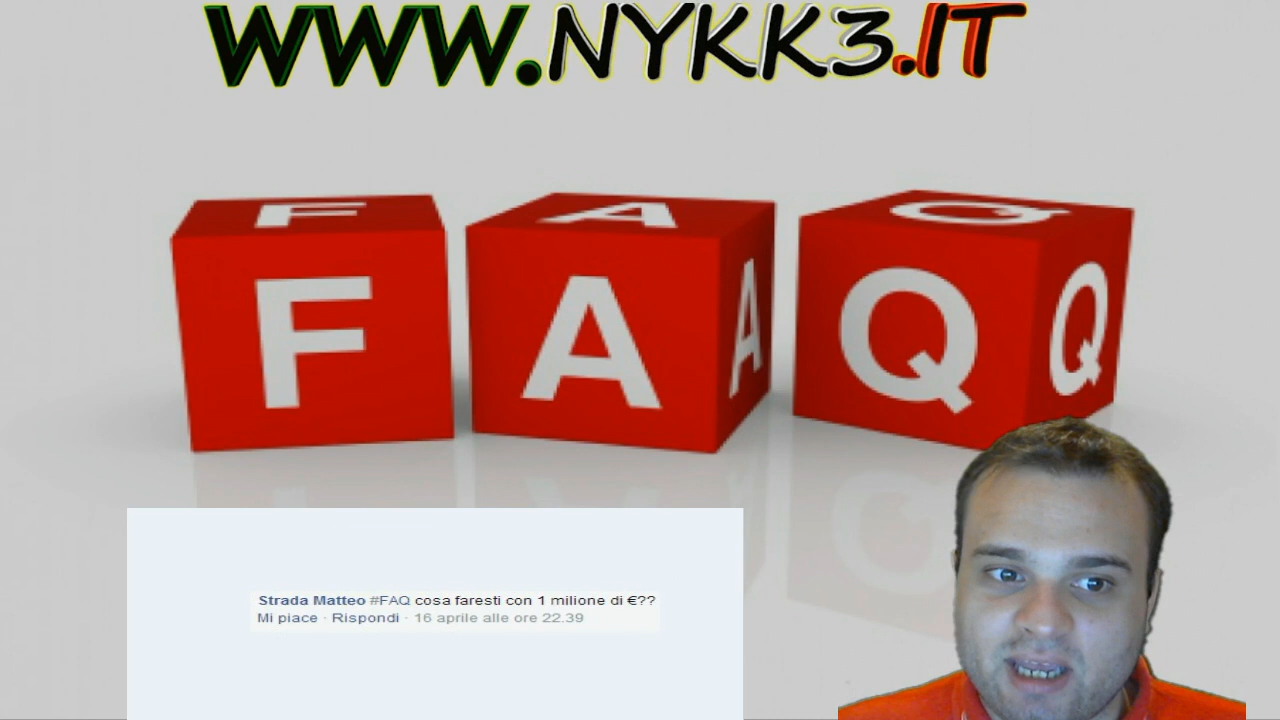 WWW.NYKK3.IT
F A Q
F A A Q Q
Strada Matteo #FAQ cosa faresti con 1 milione di €??
Mi piace · Rispondi · 16 aprile alle ore 22.39